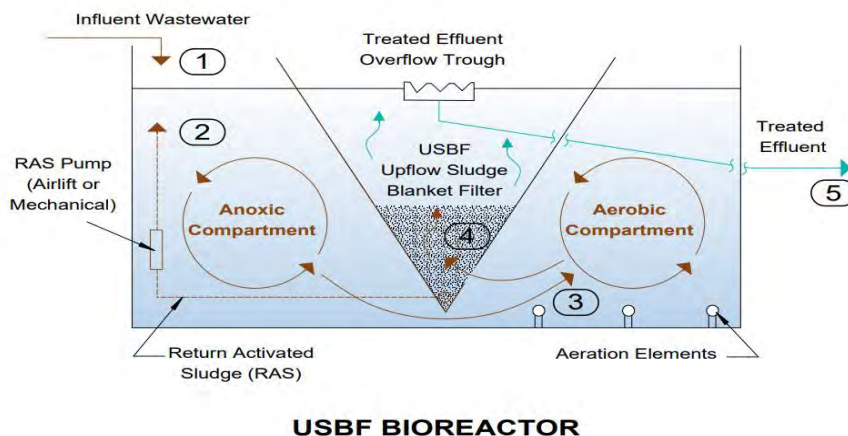 Influent Wastewater
1
Treated Effluent
Overflow Trough
2
RAS Pump
(Airlift or
Mechanical)
USBF
Upflow Sludge
Blanket Filter
Treated
Effluent
5
Anoxic
Compartment
4
Aerobic
Compartment
3
Return Activated
Sludge (RAS)
Aeration Elements
USBF BIOREACTOR